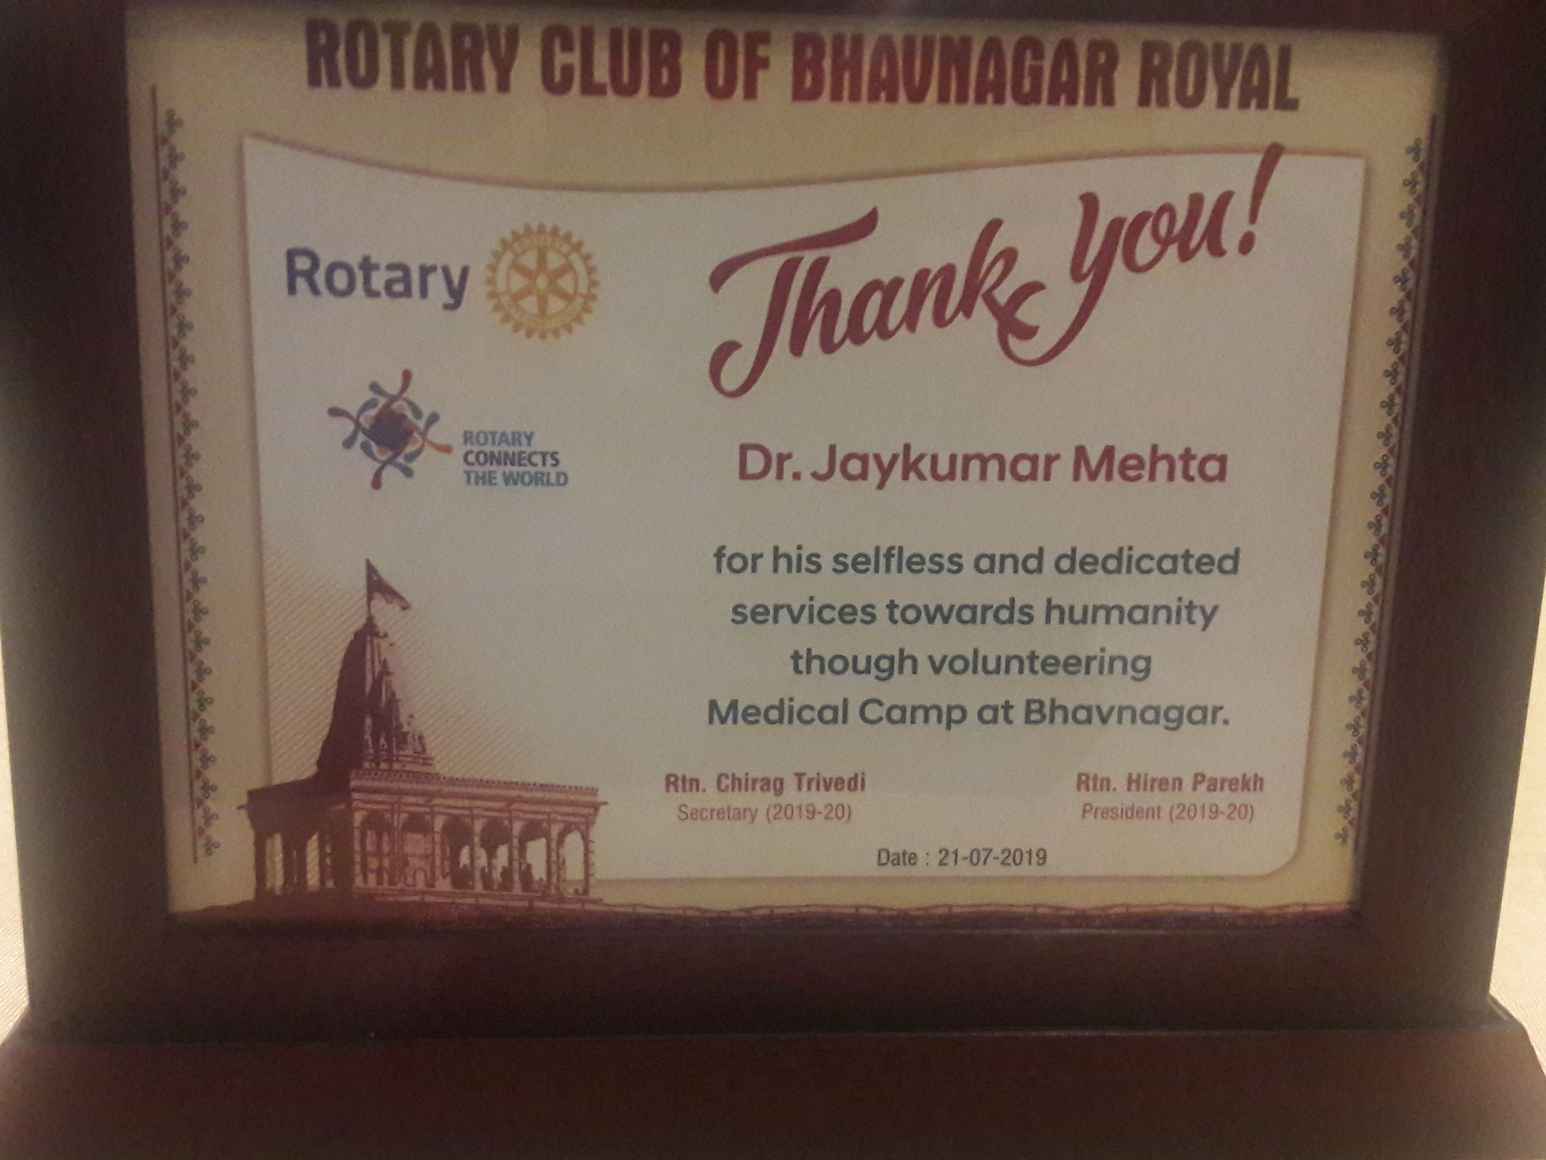 ROTARY CLUB OF BHAVNAGAR ROYAL
Rotary
Thank you!
ROTARY
CONNECTS
THE WORLD
Dr. Jaykumar Mehta
for his selfless and dedicated
services towards humanity
though volunteering
Medical Camp at Bhavnagar.
Rtn. Chirag Trivedi
Secretary (2019-20)
Rtn. Hiren Parekh
President (2019-20)
Date : 21-07-2019